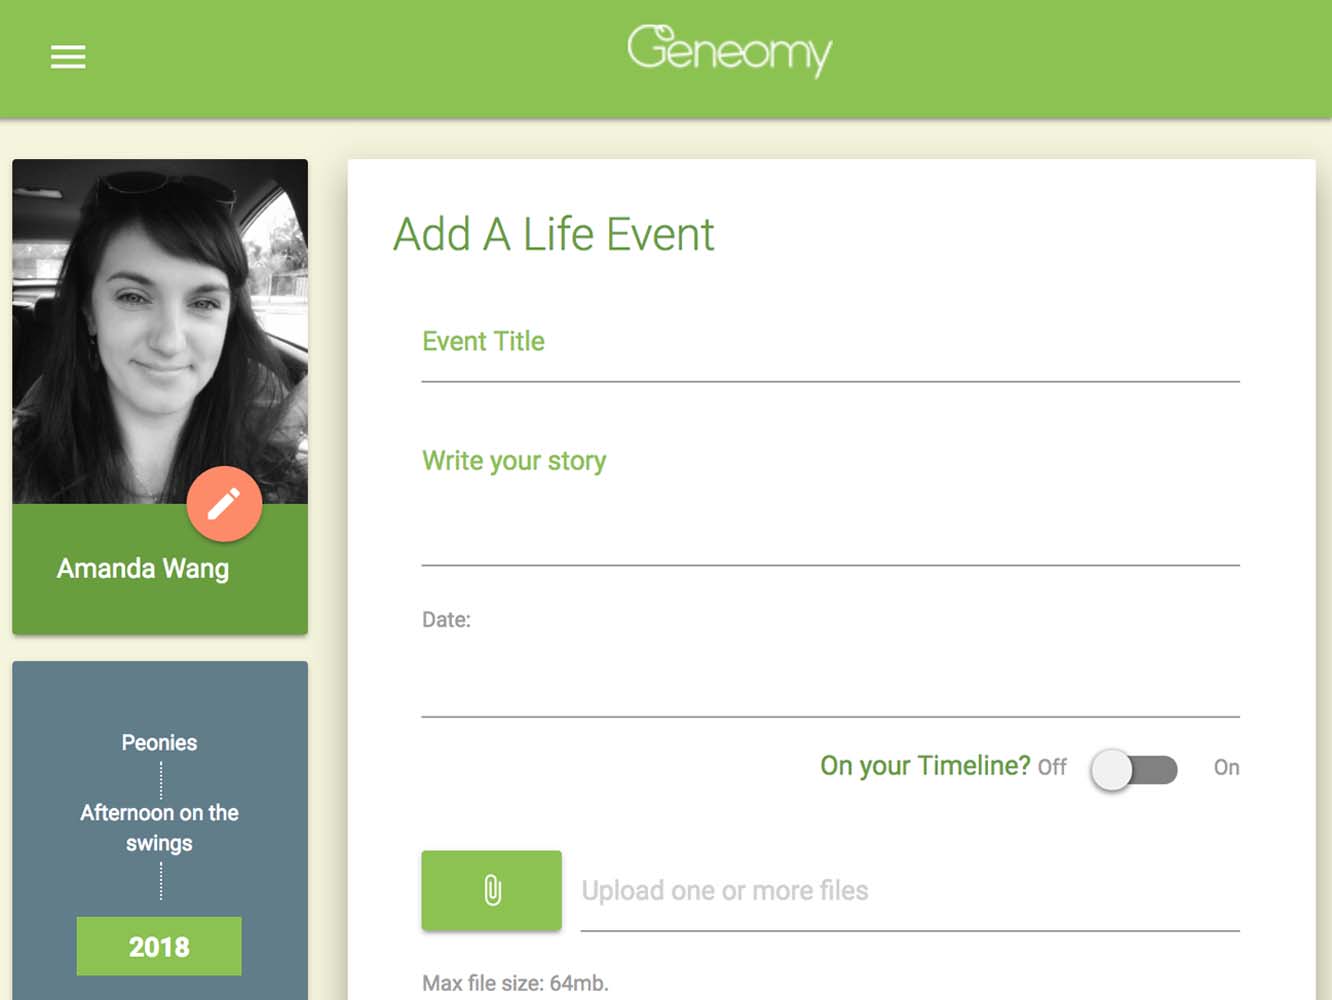 Geneomy
Add A Life Event
Event Title
Write your story
Date:
On your Timeline? Off On
Upload one or more files
Max file size: 64mb.
Amanda Wang
Peonies
Afternoon on the
swings
2018